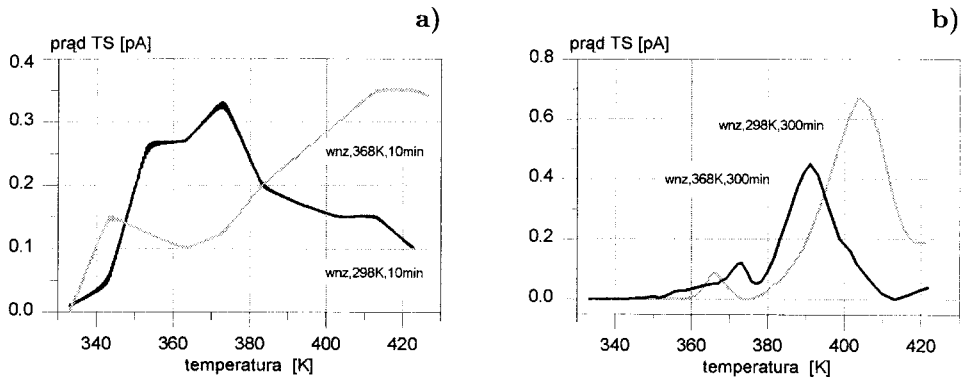 a)
prąd TS [pA]
0.4
0.3
0.2
0.1
0.0
wnz,368K,10min
wnz,298K,10min
340 360 380 400 420
temperatura [K]
b)
prąd TS [pA]
0.8
0.6
0.4
0.2
0.0
wnz,298K,300min
wnz,368K,300min
340 360 380 400 420
temperatura [K]